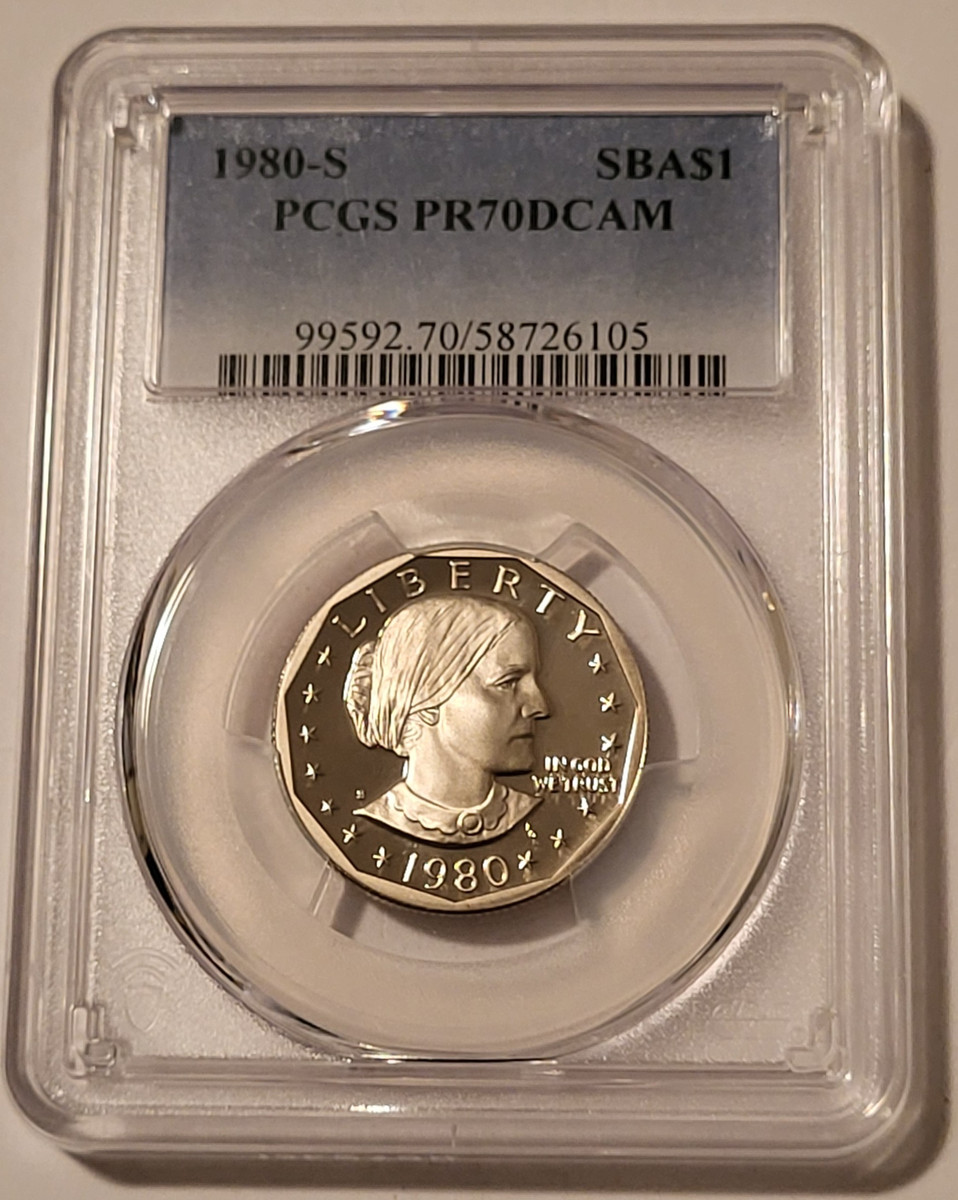 1980-S SBA$1
PCGS PR70DCAM
99592.70/58726105
LIBERTY
IN GOD
WE TRUST
S
1980